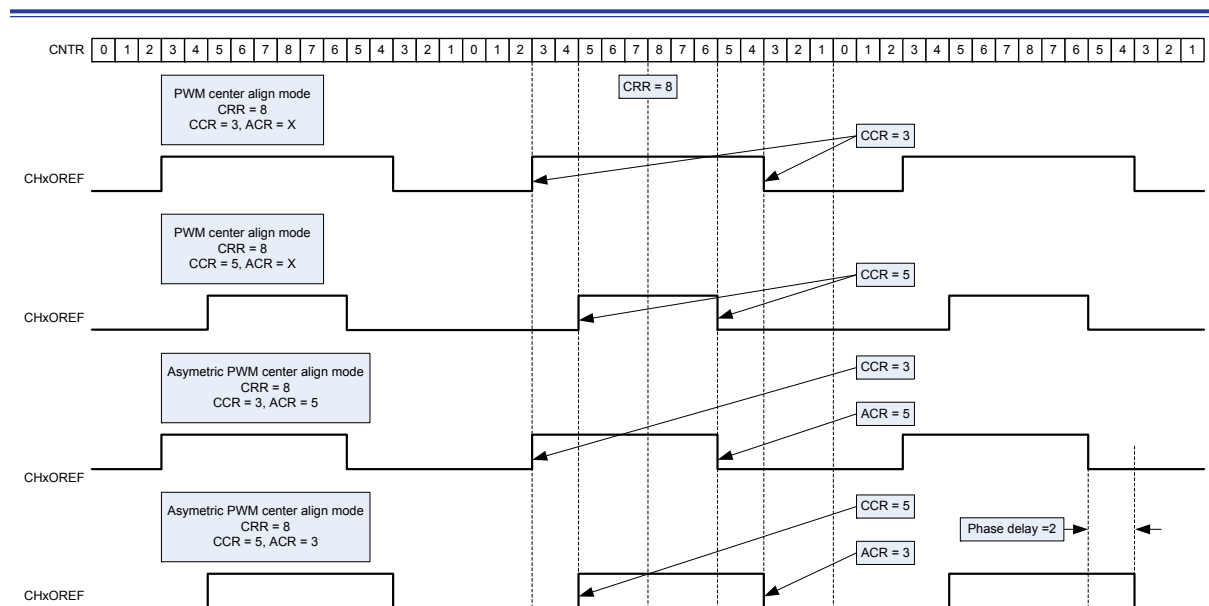 CNTR 0 1 2 3 4 5 6 7 8 7 6 5 4 3 2 1 0 1 2 3 4 5 6 7 8 7 6 5 4 3 2 1 0 1 2 3 4 5 6 7 8 7 6 5 4 3 2 1
PWM center align mode
CRR = 8
CCR = 3, ACR = X
CRR = 8
CCR = 3
CHxOREF
PWM center align mode
CRR = 8
CCR = 5, ACR = X
CCR = 5
CHxOREF
Asymetric PWM center align mode
CRR = 8
CCR = 3, ACR = 5
CCR = 3
ACR = 5
CHxOREF
Asymetric PWM center align mode
CRR = 8
CCR = 5, ACR = 3
CCR = 5
Phase delay =2
ACR = 3
CHxOREF